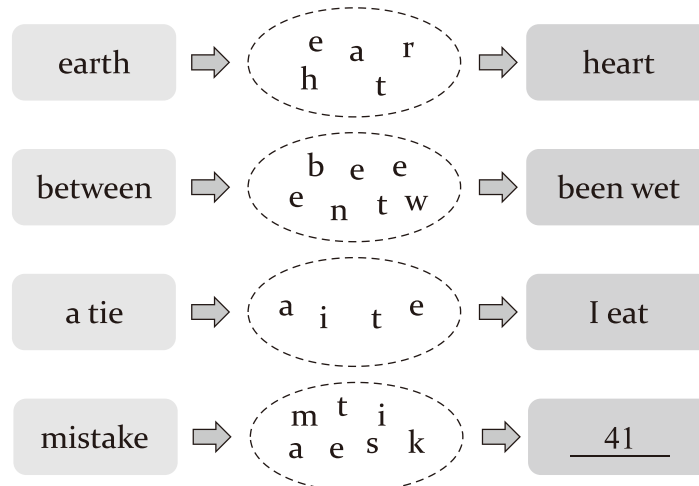 earth
e a r
h t
heart
between
b e e
e n t w
been wet
a tie
a i t e
I eat
mistake
m t i
a e s k
41